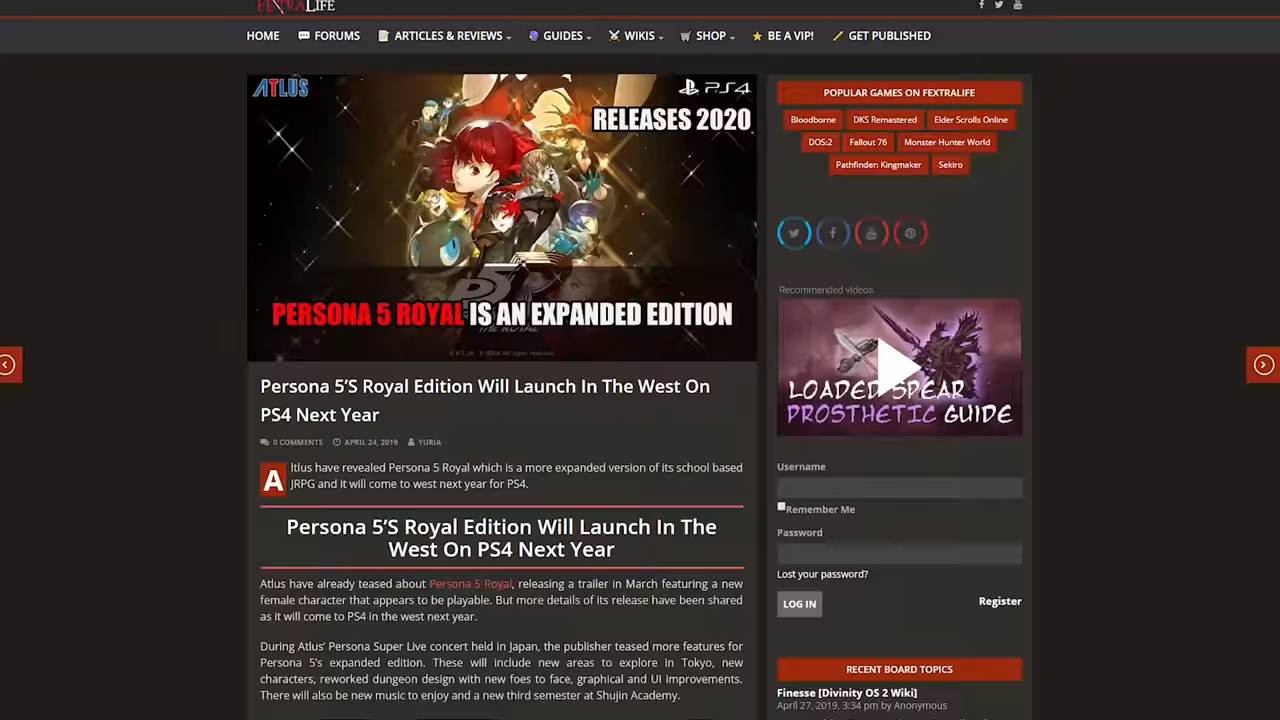 FEXTRALIFE
HOME FORUMS ARTICLES & REVIEWS GUIDES WIKIS SHOP BE A VIP! GET PUBLISHED
ATLUS
PS4
RELEASES 2020
PERSONA 5 ROYAL IS AN EXPANDED EDITION
Persona 5'S Royal Edition Will Launch In The West On
PS4 Next Year
0 COMMENTS APRIL 24, 2019 YURIA
A ltlus have revealed Persona 5 Royal which is a more expanded version of its school based
JRPG and it will come to west next year for PS4.
Persona 5'S Royal Edition Will Launch In The
West On PS4 Next Year
Atlus have already teased about Persona 5 Royal, releasing a trailer in March featuring a new
female character that appears to be playable. But more details of its release have been shared
as it will come to PS4 in the west next year.
During Atlus' Persona Super Live concert held in Japan, the publisher teased more features for
Persona 5's expanded edition. These will include new areas to explore in Tokyo, new
characters, reworked dungeon design with new foes to face, graphical and UI improvements.
There will also be new music to enjoy and a new third semester at Shujin Academy.
POPULAR GAMES ON FEXTRALIFE
Bloodborne DKS Remastered Elder Scrolls Online
DOS:2 Fallout 76 Monster Hunter World
Pathfinder: Kingmaker Sekiro
Recommended videos
LOADED SPEAR
PROSTHETIC GUIDE
Username
Remember Me
Password
Lost your password?
LOG IN
Register
RECENT BOARD TOPICS
Finesse [Divinity OS 2 Wiki]
April 27, 2019, 3:34 pm by Anonymous